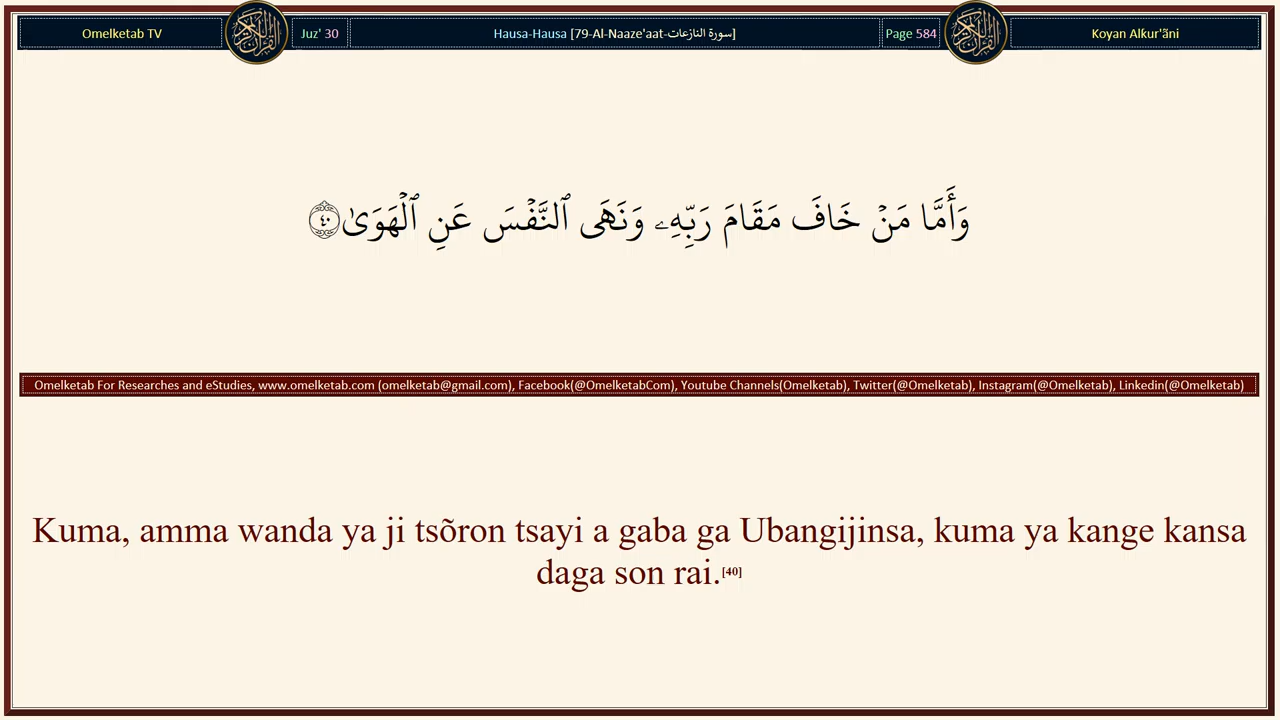 Omelketab TV
Juz' 30
Hausa-Hausa [79-Al-Naaze'aat-سورة النازعات]
Page 584
Koyan Alƙur'ãni
وَأَمَّا مَنۡ خَافَ مَقَامَ رَبِّهِۦ وَنَهَى ٱلنَّفۡسَ عَنِ ٱلۡهَوَىٰ ٤٠
Omelketab For Researches and eStudies, www.omelketab.com (omelketab@gmail.com), Facebook(@OmelketabCom), Youtube Channels(Omelketab), Twitter(@Omelketab), Instagram(@Omelketab), Linkedin(@Omelketab)
Kuma, amma wanda ya ji tsõron tsayi a gaba ga Ubangijinsa, kuma ya kange kansa
daga son rai.[40]